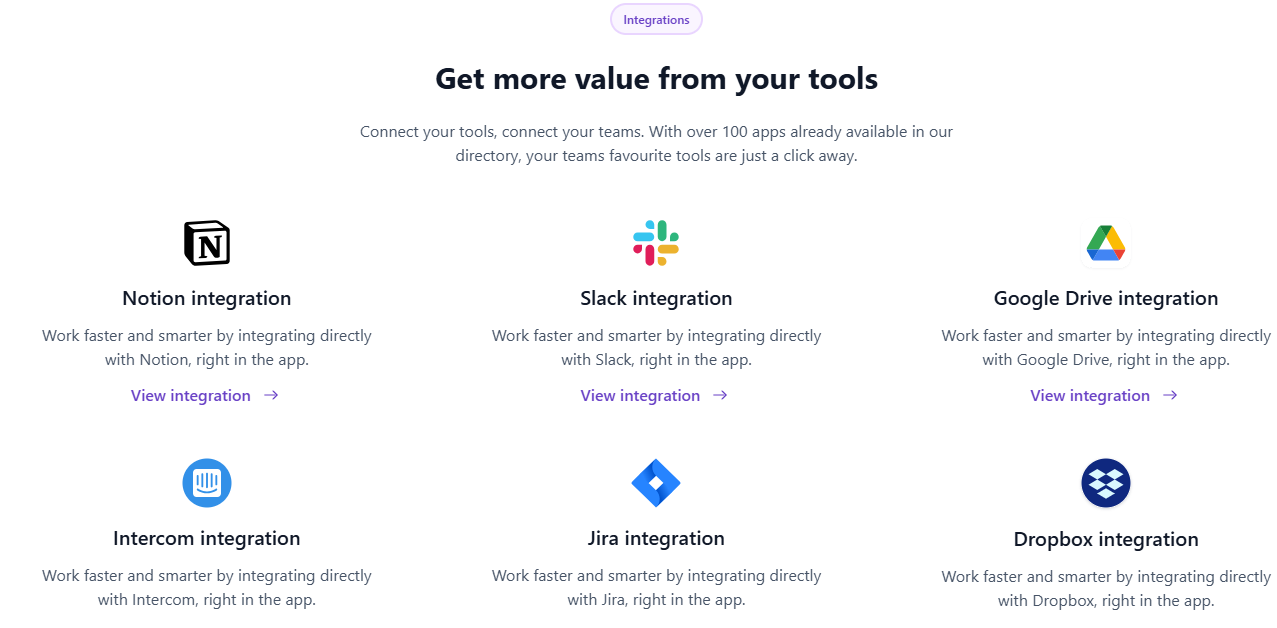 Integrations
Get more value from your tools
Connect your tools, connect your teams. With over 100 apps already available in our
directory, your teams favourite tools are just a click away.
N
Notion integration
Work faster and smarter by integrating directly
with Notion, right in the app.
View integration →
Slack integration
Work faster and smarter by integrating directly
with Slack, right in the app.
View integration →
Google Drive integration
Work faster and smarter by integrating directly
with Google Drive, right in the app.
View integration →
Intercom integration
Work faster and smarter by integrating directly
with Intercom, right in the app.
Jira integration
Work faster and smarter by integrating directly
with Jira, right in the app.
Dropbox integration
Work faster and smarter by integrating directly
with Dropbox, right in the app.